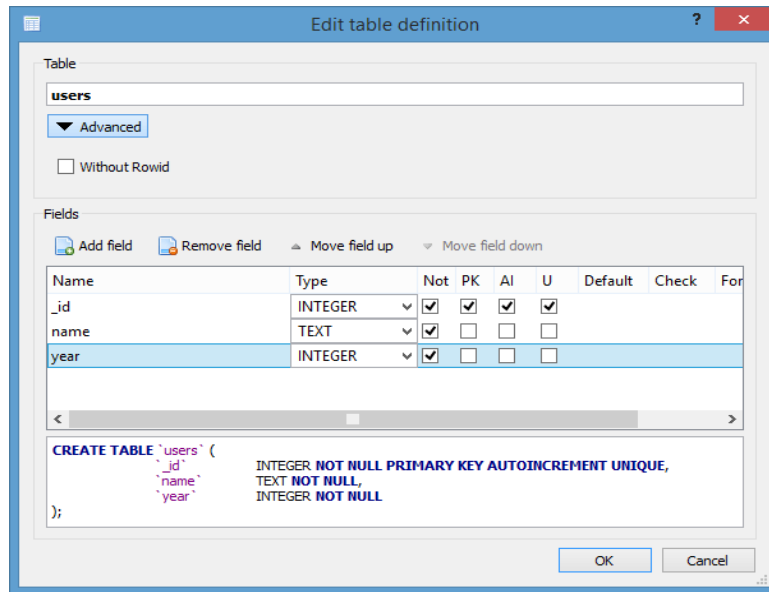 Edit table definition
?
Table
users
Advanced
Without Rowid
Fields
Add field Remove field Move field up Move field down
Name Type Not PK AI U Default Check For
_id INTEGER
name TEXT
year INTEGER
CREATE TABLE `users` (
`_id` INTEGER NOT NULL PRIMARY KEY AUTOINCREMENT UNIQUE,
`name` TEXT NOT NULL,
`year` INTEGER NOT NULL
);
OK Cancel